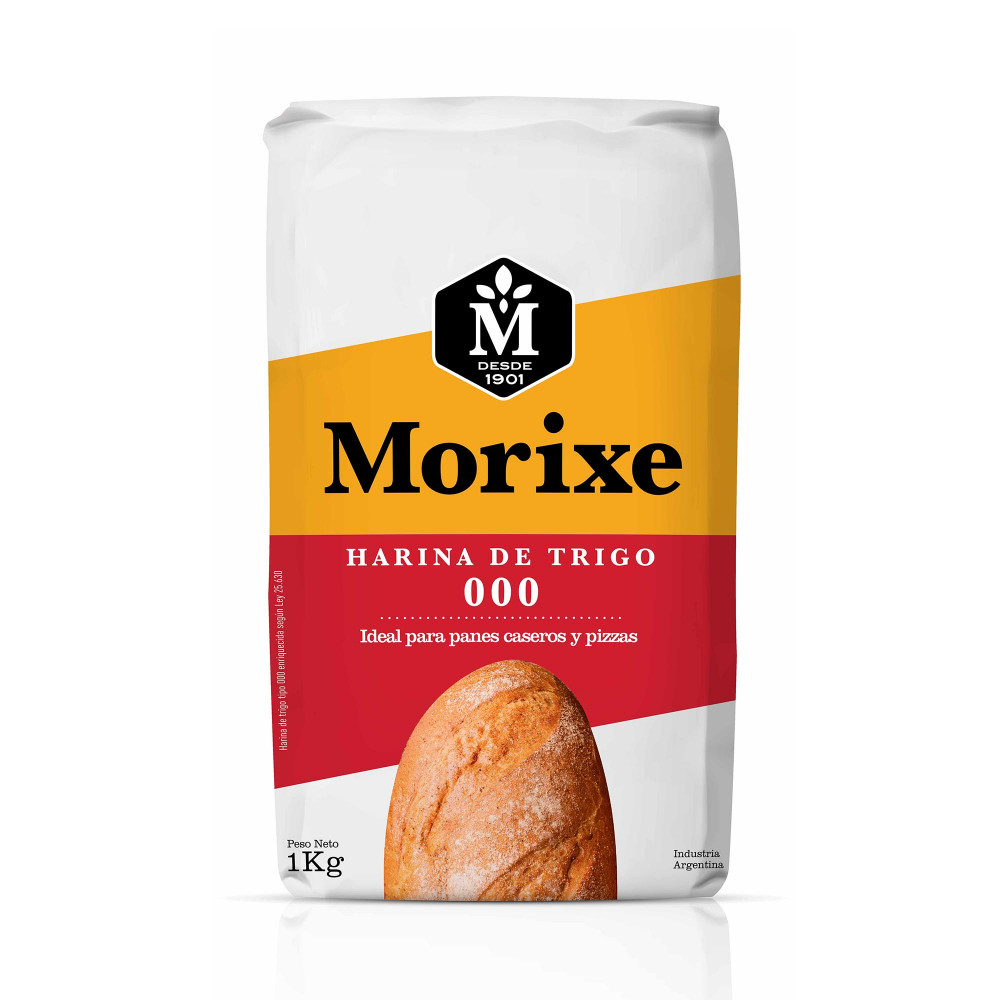 M
DESDE
1901
Morixe
HARINA DE TRIGO
000
Ideal para panes caseros y pizzas
Harina de trigo tipo 000 enriquecida según Ley 25.630
Peso Neto
1Kg
Industria
Argentina